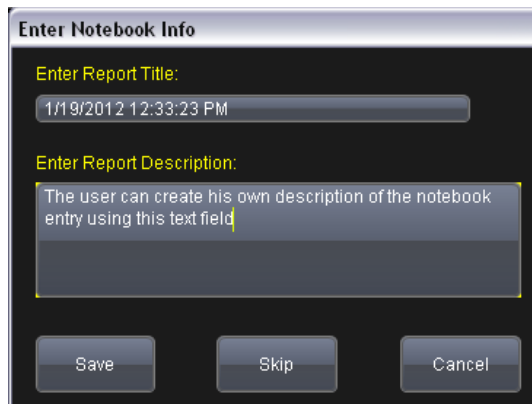 Enter Notebook Info
Enter Report Title:
1/19/2012 12:33:23 PM
Enter Report Description:
The user can create his own description of the notebook
entry using this text field
Save Skip Cancel